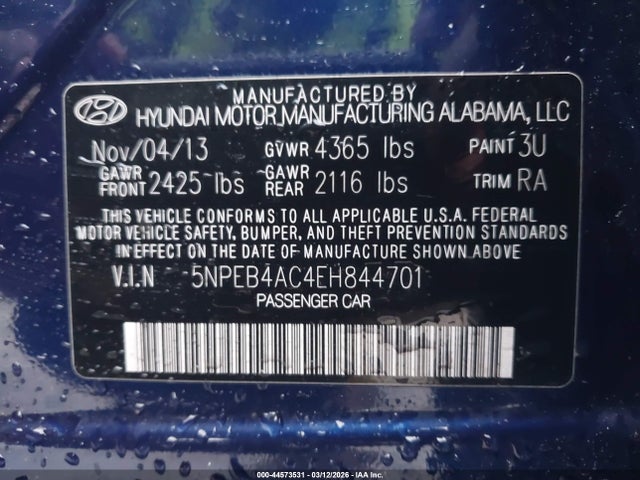 MANUFACTURED BY
HYUNDAI MOTOR MANUFACTURING ALABAMA, LLC
Nov/04/13 GVWR 4365 lbs PAINT 3U
GAWR FRONT 2425 lbs GAWR REAR 2116 lbs TRIM RA
THIS VEHICLE CONFORMS TO ALL APPLICABLE U.S.A. FEDERAL
MOTOR VEHICLE SAFETY, BUMPER, AND THEFT PREVENTION STANDARDS
IN EFFECT ON THE DATE OF MANUFACTURE SHOWN ABOVE.
V.I.N 5NPEB4AC4EH844701
PASSENGER CAR
000-44573531 - 03/12/2026 - IAAI Inc.